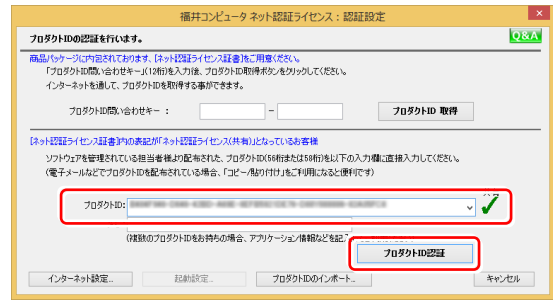 福井コンピュータ ネット認証ライセンス：認証設定
×
プロダクトIDの認証を行います。
Q&A
商品パッケージに内包されております、[ネット認証ライセンス証書]をご用意ください。
「プロダクトID問い合わせキー」(12桁)を入力後、プロダクトID取得ボタンをクリックしてください。
インターネットを通して、プロダクトIDを取得する事ができます。
プロダクトID問い合わせキー ： －
プロダクトID 取得
[ネット認証ライセンス証書]内の表記が「ネット認証ライセンス(共有)」となっているお客様
ソフトウェアを管理されている担当者様より配布された、プロダクトID(56桁または58桁)を以下の入力欄に直接入力してください。
(電子メールなどでプロダクトIDを配布されている場合、「コピー/貼り付け」をご利用になると便利です)
プロダクトID:
(複数のプロダクトIDをお持ちの場合、アプリケーション情報などを記入
プロダクトID認証
インターネット設定...
起動設定...
プロダクトIDのインポート...
キャンセル